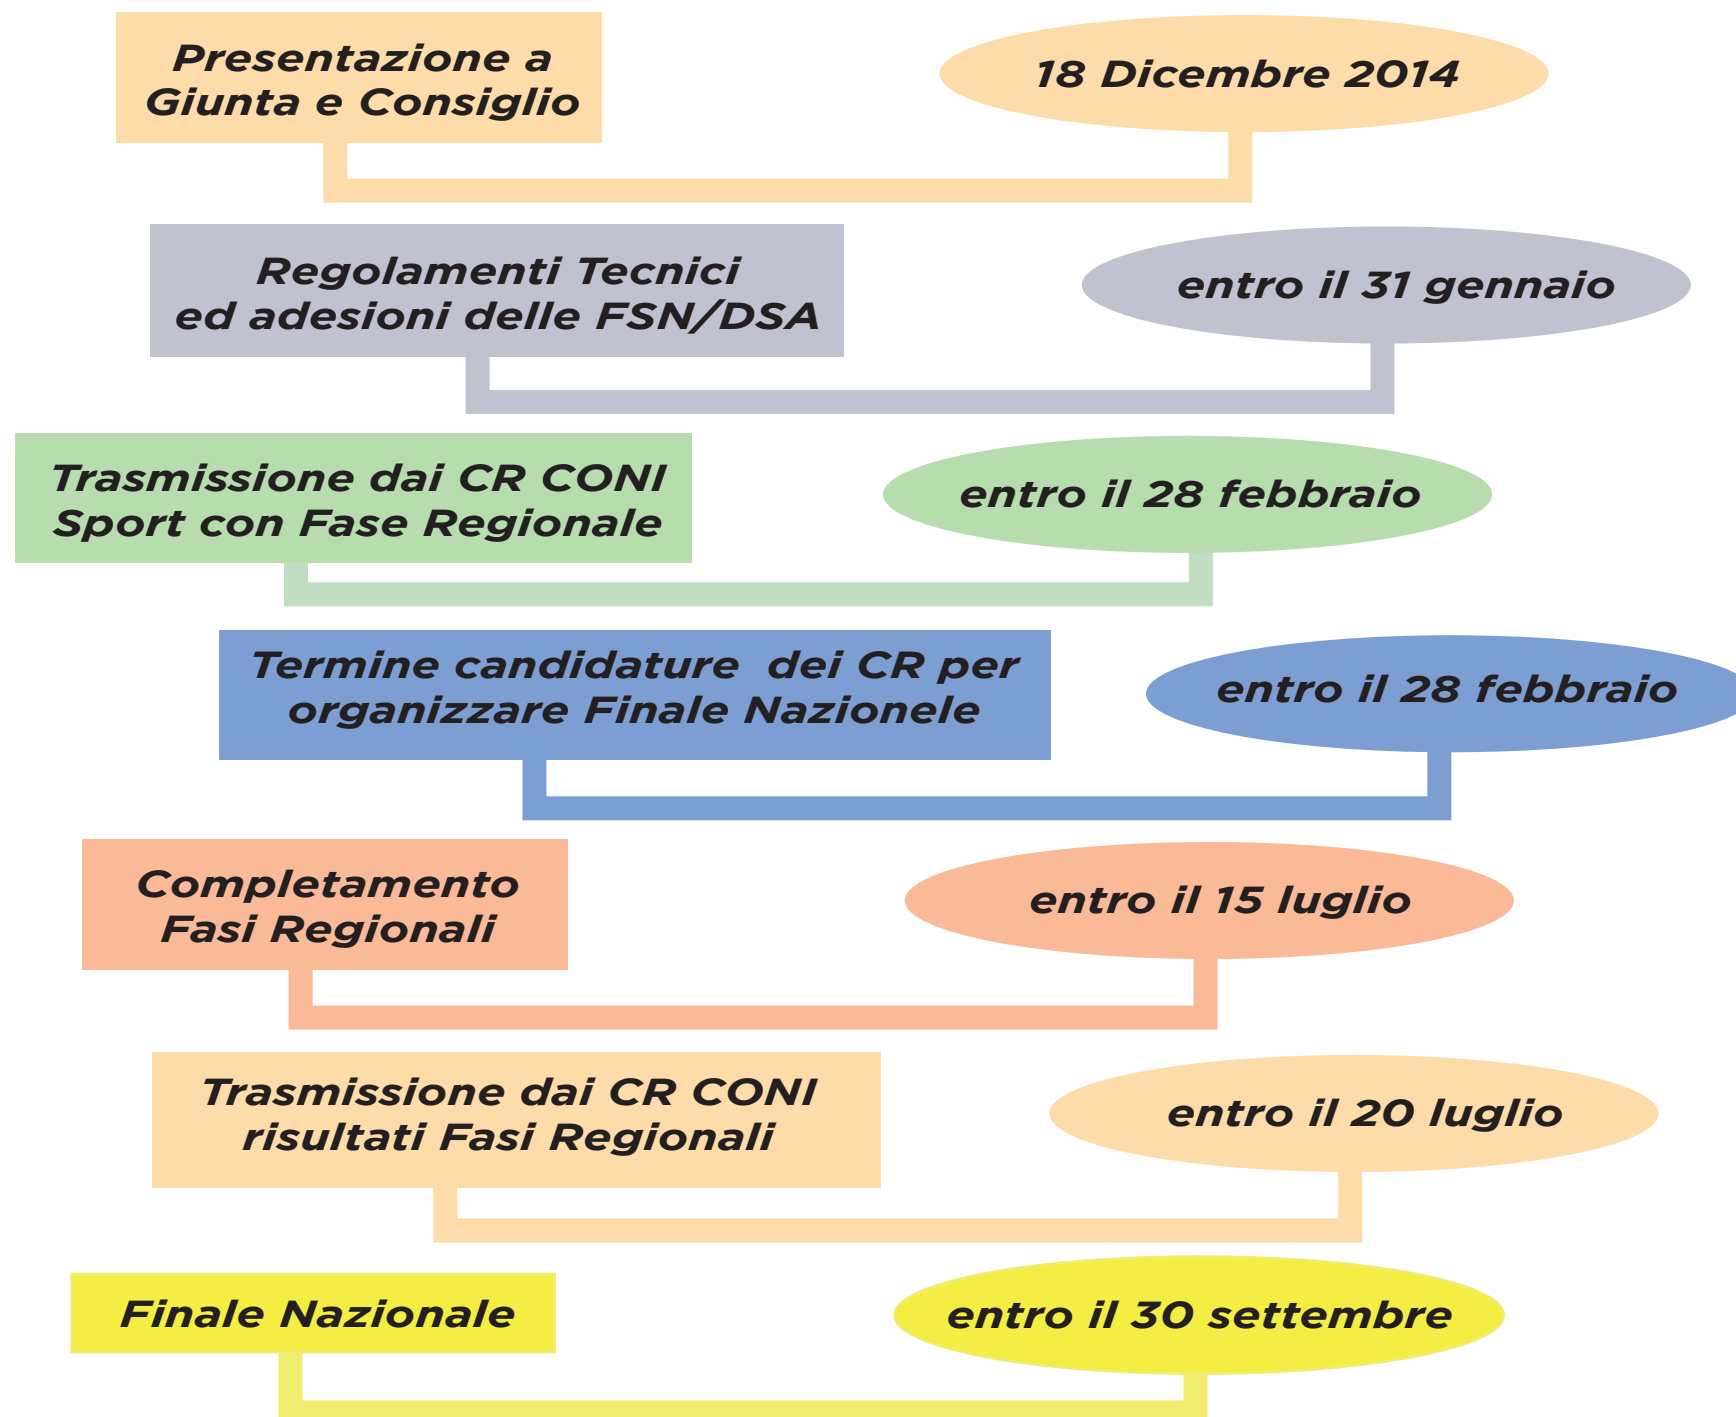 Presentazione a
Giunta e Consiglio
18 Dicembre 2014
Regolamenti Tecnici
ed adesioni delle FSN/DSA
entro il 31 gennaio
Trasmissione dai CR CONI
Sport con Fase Regionale
entro il 28 febbraio
Termine candidature dei CR per
organizzare Finale Nazionele
entro il 28 febbraio
Completamento
Fasi Regionali
entro il 15 luglio
Trasmissione dai CR CONI
risultati Fasi Regionali
entro il 20 luglio
Finale Nazionale
entro il 30 settembre